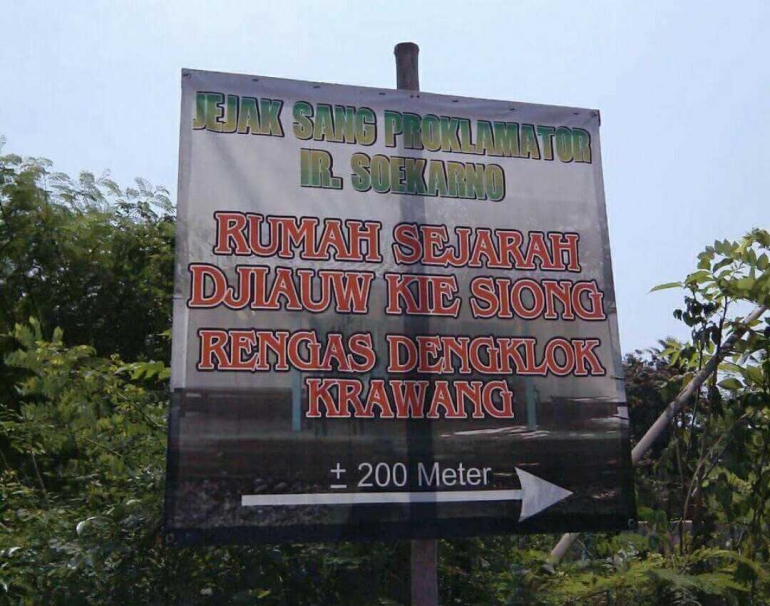 JEJAK SANG PROKLAMATOR
IR. SOEKARNO
RUMAH SEJARAH
DJIAUW KIE SIONG
RENGAS DENGKLOK
KRAWANG
± 200 Meter